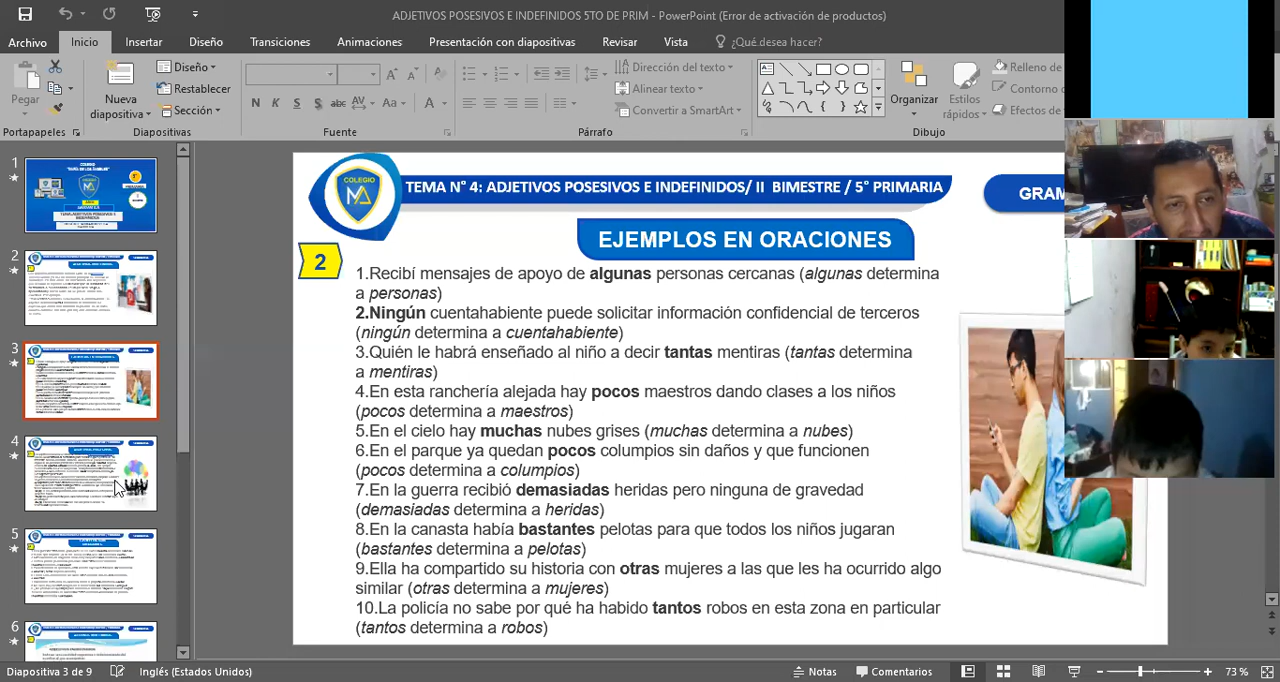 ADJETIVOS POSESIVOS E INDEFINIDOS 5TO DE PRIM - PowerPoint (Error de activación de productos)
Archivo Inicio Insertar Diseño Transiciones Animaciones Presentación con diapositivas Revisar Vista ¿Qué desea hacer?
Pegar
Nueva diapositiva
Diseño
Restablecer
Sección
N K S S abc AV Aa A
Dirección del texto
Alinear texto
Convertir a SmartArt
Organizar
Estilos rápidos
Relleno de
Contorno
Efectos de
Portapapeles Diapositivas Fuente Párrafo Dibujo
1
2
3
4
5
6
COLEGIO
TEMA N° 4: ADJETIVOS POSESIVOS E INDEFINIDOS/ II BIMESTRE / 5° PRIMARIA
GRAM
EJEMPLOS EN ORACIONES
2
1.Recibí mensajes de apoyo de algunas personas cercanas (algunas determina
a personas)
2.Ningún cuentahabiente puede solicitar información confidencial de terceros
(ningún determina a cuentahabiente)
3.Quién le habrá enseñado al niño a decir tantas mentiras (tantas determina
a mentiras)
4.En esta ranchería alejada hay pocos maestros dando clases a los niños
(pocos determina a maestros)
5.En el cielo hay muchas nubes grises (muchas determina a nubes)
6.En el parque ya quedan pocos columpios sin daños y que funcionen
(pocos determina a columpios)
7.En la guerra recibió demasiadas heridas pero ninguna de gravedad
(demasiadas determina a heridas)
8.En la canasta había bastantes pelotas para que todos los niños jugaran
(bastantes determina a pelotas)
9.Ella ha compartido su historia con otras mujeres a las que les ha ocurrido algo
similar (otras determina a mujeres)
10.La policía no sabe por qué ha habido tantos robos en esta zona en particular
(tantos determina a robos)
Diapositiva 3 de 9 Inglés (Estados Unidos) Notas Comentarios 73 %